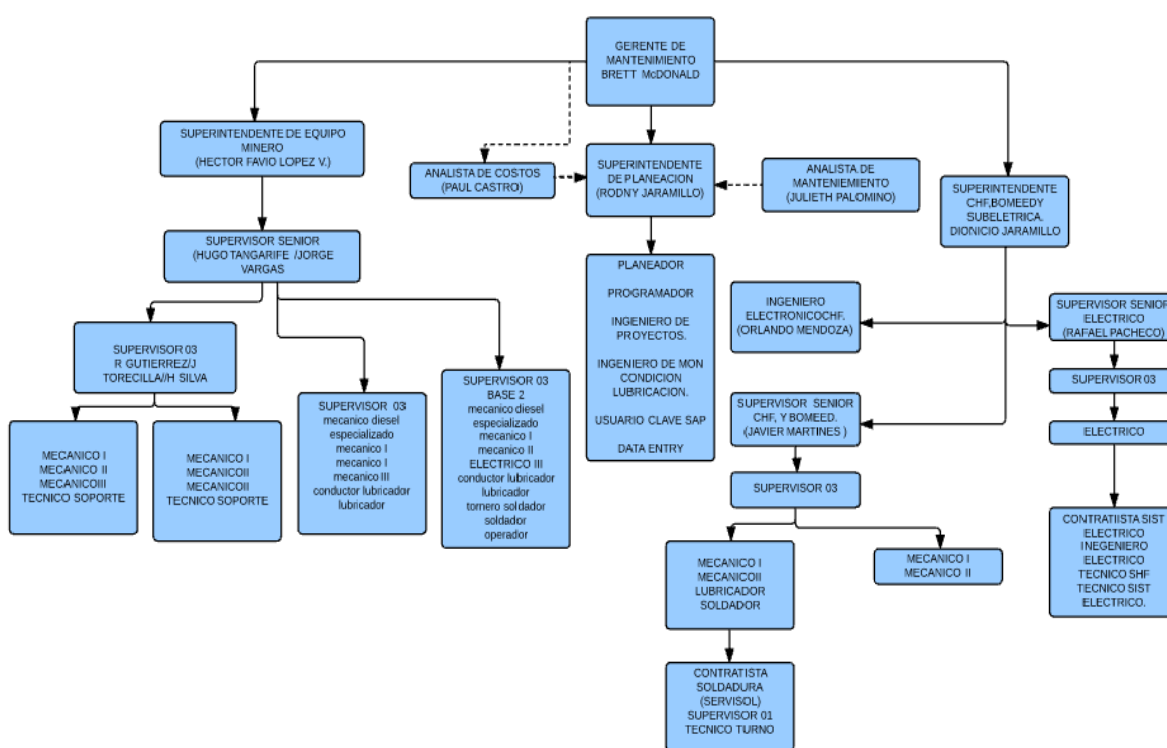 GERENTE DE
MANTENIMIENTO
BRETT McDONALD
SUPERINTENDENTE DE EQUIPO
MINERO
(HECTOR FAVIO LOPEZ V.)
ANALISTA DE COSTOS
(PAUL CASTRO)
SUPERINTENDENTE
DE PLANEACION
(RODNY JARAMILLO)
ANALISTA DE
MANTENIEMIENTO
(JULIETH PALOMINO)
SUPERINTENDENTE
CHF,BOMEEDY
SUBELETRICA.
DIONICIO JARAMILLO
SUPERVISOR SENIOR
(HUGO TANGARIFE /JORGE
VARGAS
PLANEADOR
PROGRAMADOR
INGENIERO DE
PROYECTOS.
INGENIERO DE MON
CONDICION
LUBRICACION.
USUARIO CLAVE SAP
DATA ENTRY
INGENIERO
ELECTRONICOCHF.
(ORLANDO MENDOZA)
SUPERVISOR SENIOR
ELECTRICO
(RAFAEL PACHECO)
SUPERVISOR 03
R GUTIERREZ/J
TORECILLA//H SILVA
SUPERVISOR 03
mecanico diesel
especializado
mecanico I
mecanico I
mecanico III
conductor lubricador
lubricador
SUPERVISOR 03
BASE 2
mecanico diesel
especializado
mecanico I
mecanico II
ELECTRICO III
conductor lubricador
lubricador
tornero soldador
soldador
operador
SUPERVISOR 03
SUPERVISOR SENIOR
CHF, Y BOMEED.
(JAVIER MARTINES )
ELECTRICO
MECANICO I
MECANICO II
MECANICOIII
TECNICO SOPORTE
MECANICO I
MECANICOII
TECNICO SOPORTE
SUPERVISOR 03
CONTRATIISTA SIST
ELECTRICO
INEGENIERO
ELECTRICO
TECNICO SHF
TECNICO SIST
ELECTRICO.
MECANICO I
MECANICOII
LUBRICADOR
SOLDADOR
MECANICO I
MECANICO II
CONTRATISTA
SOLDADURA
(SERVISOL)
SUPERVISOR 01
TECNICO TURNO